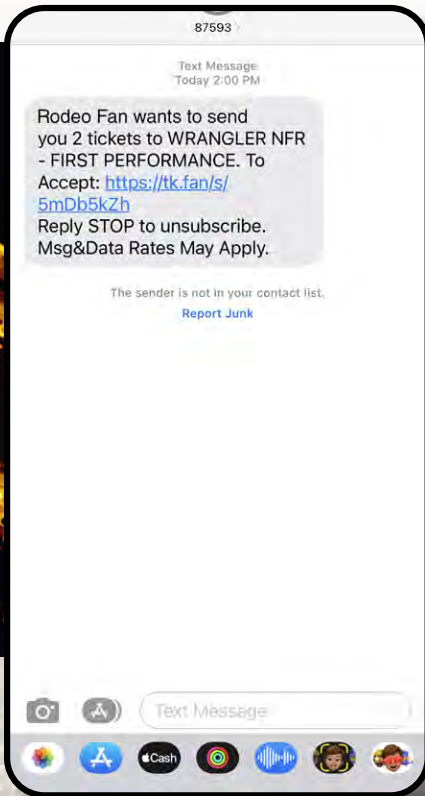 87593
Text Message
Today 2:00 PM
Rodeo Fan wants to send
you 2 tickets to WRANGLER NFR
- FIRST PERFORMANCE. To
Accept: https://tk.fan/s/
5mDb5kZh
Reply STOP to unsubscribe.
Msg&Data Rates May Apply.
The sender is not in your contact list.
Report Junk
Text Message
Cash